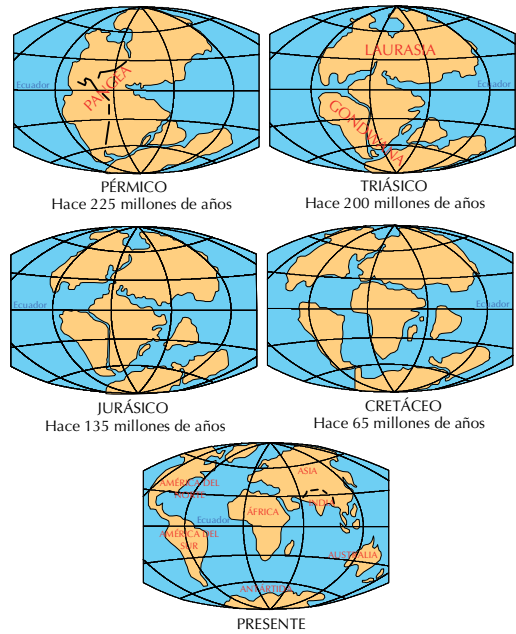 Ecuador
PANGEA
PÉRMICO
Hace 225 millones de años
LAURASIA
Ecuador
GONDWANA
TRIÁSICO
Hace 200 millones de años
Ecuador
JURÁSICO
Hace 135 millones de años
Ecuador
CRETÁCEO
Hace 65 millones de años
ASIA
AMÉRICA DEL
NORTE
INDIA
ÁFRICA
Ecuador
AMÉRICA DEL
SUR
AUSTRALIA
ANTÁRTIDA
PRESENTE